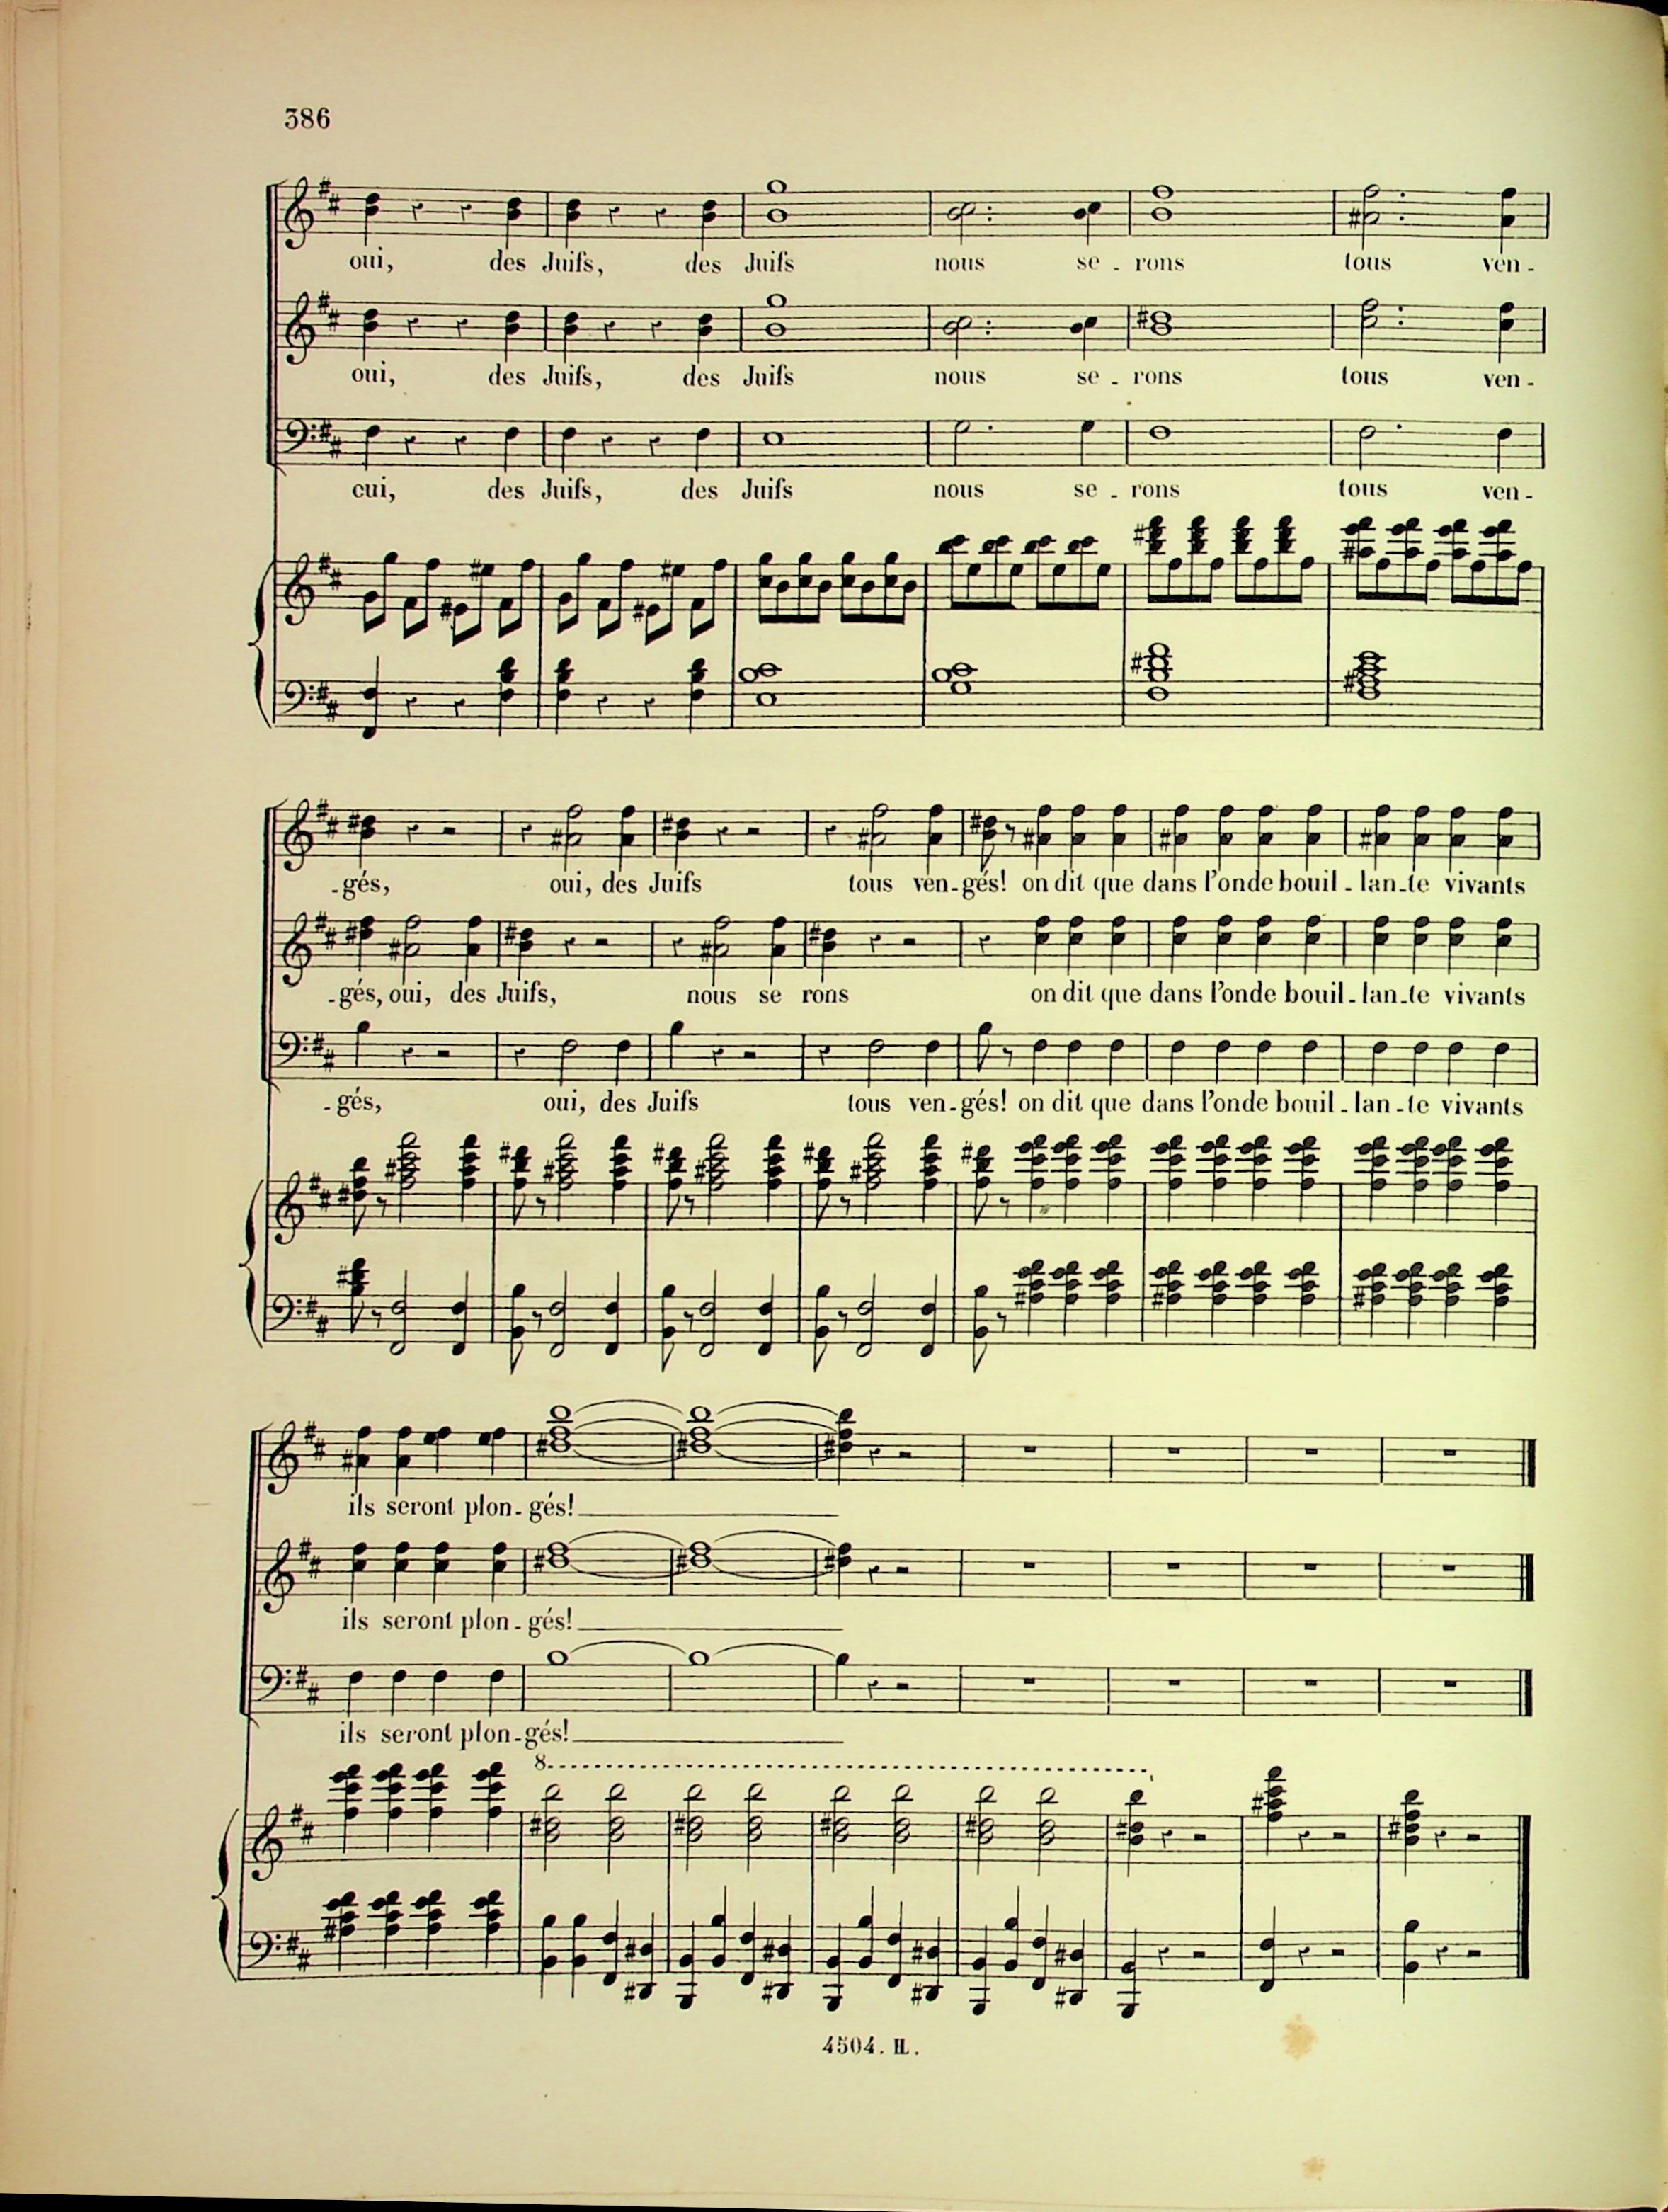 386
oui, des Juifs, des Juifs nous se - rons tous ven -
oui, des Juifs, des Juifs nous se - rons tous ven -
cui, des Juifs, des Juifs nous se - rons tous ven -
- gés, oui, des Juifs tous ven - gés! on dit que dans l'onde bouil - lan - te vivants
- gés, oui, des Juifs, nous se rons on dit que dans l'onde bouil - lan - te vivants
- gés, oui, des Juifs tous ven - gés! on dit que dans l'onde bouil - lan - te vivants
ils seront plon - gés!
ils seront plon - gés!
ils seront plon - gés!
8
4504. H.